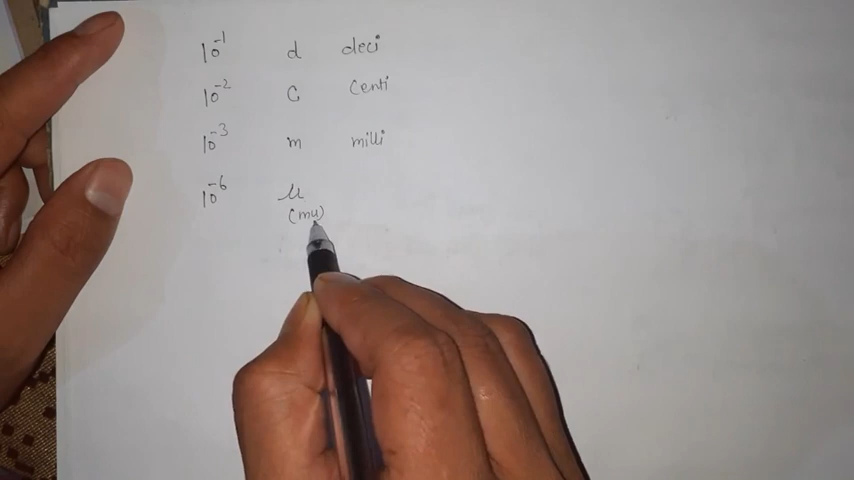 10⁻¹ d deci
10⁻² C Centi
10⁻³ m milli
10⁻⁶ μ
(mu)